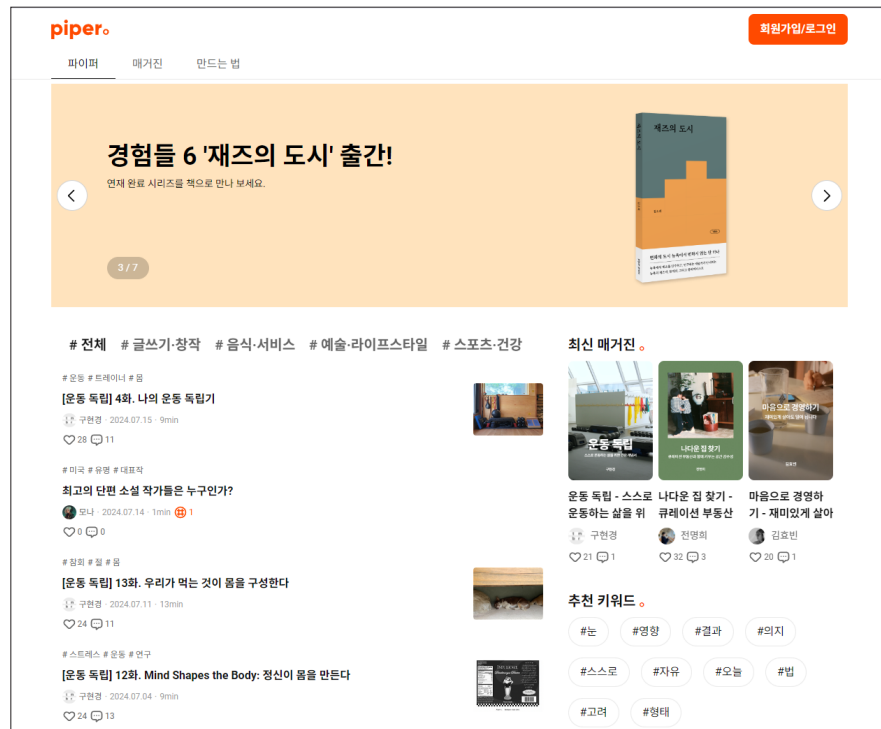 piper
회원가입/로그인
파이퍼 매거진 만드는 법
경험들 6 '재즈의 도시' 출간!
연재 완료 시리즈를 책으로 만나 보세요.
3 / 7
재즈의 도시
# 전체 # 글쓰기·창작 # 음식·서비스 # 예술·라이프스타일 # 스포츠·건강
# 운동 # 트레이너 # 몸
[운동 독립] 4화. 나의 운동 독립기
구현경 · 2024.07.15 · 9min
28 11
# 미국 # 유명 # 대표작
최고의 단편 소설 작가들은 누구인가?
모나 · 2024.07.14 · 1min 1
0 0
# 참회 # 절 # 몸
[운동 독립] 13화. 우리가 먹는 것이 몸을 구성한다
구현경 · 2024.07.11 · 13min
24 11
# 스트레스 # 운동 # 연구
[운동 독립] 12화. Mind Shapes the Body: 정신이 몸을 만든다
구현경 · 2024.07.04 · 9min
24 13
최신 매거진
운동 독립
나다운 집 찾기
마음으로 경영하기
운동 독립 - 스스로
운동하는 삶을 위
구현경
21 1
나다운 집 찾기 -
큐레이션 부동산
전명희
32 3
마음으로 경영하
기 - 재미있게 살아
김효빈
20 1
추천 키워드
#눈 #영향 #결과 #의지
#스스로 #자유 #오늘 #법
#고려 #형태